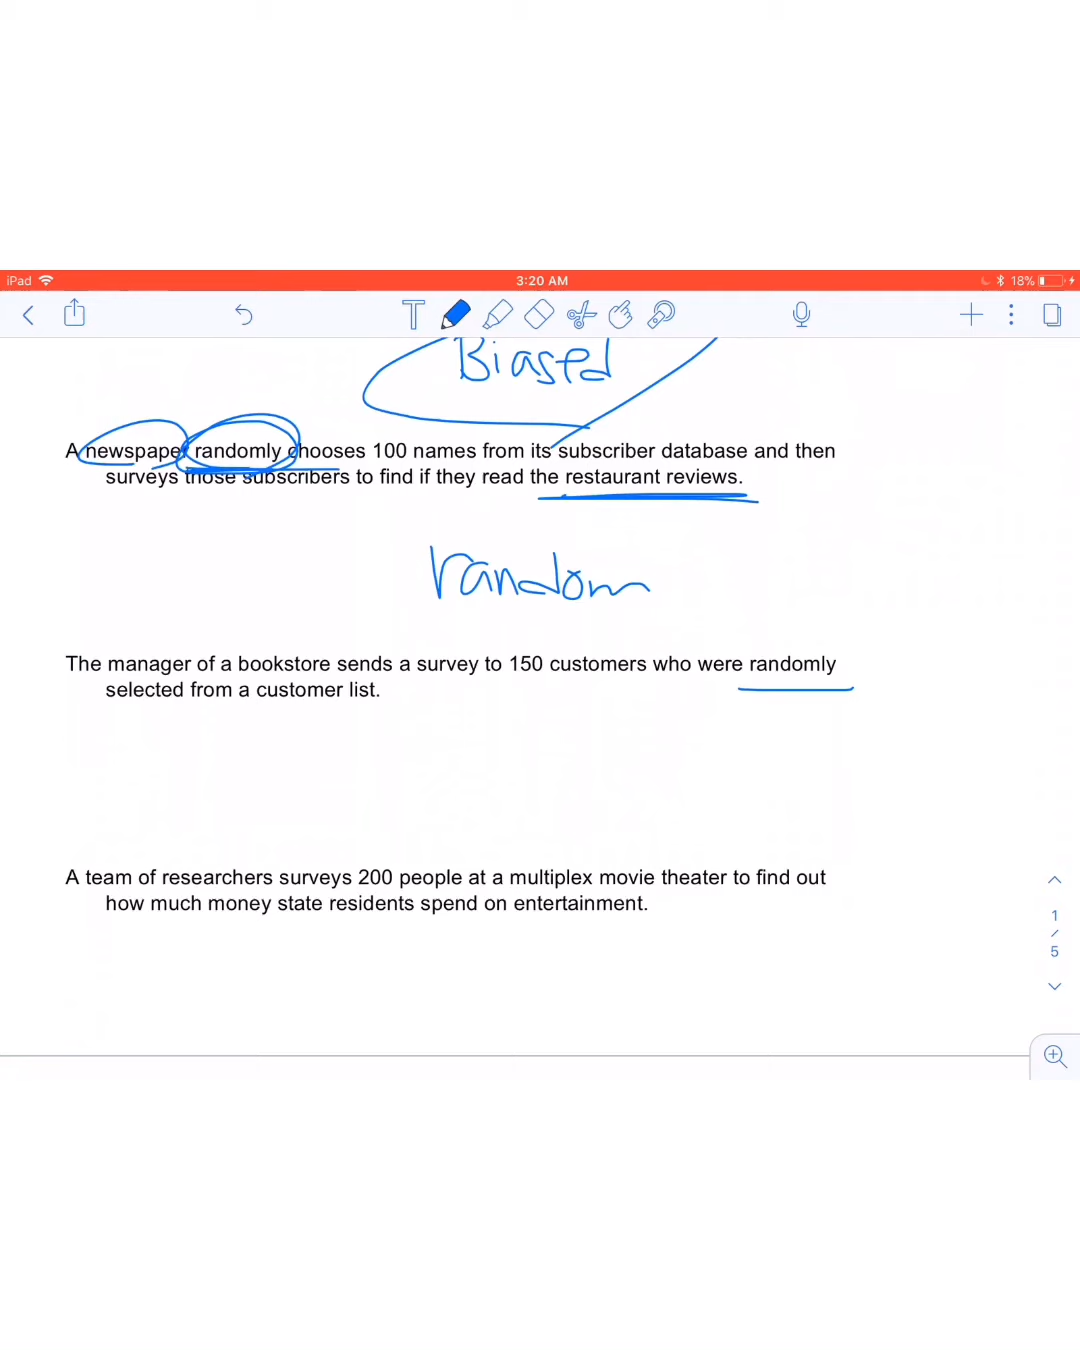 iPad
3:20 AM
18%
T
Biased
A newspaper randomly chooses 100 names from its subscriber database and then
surveys those subscribers to find if they read the restaurant reviews.
random
The manager of a bookstore sends a survey to 150 customers who were randomly
selected from a customer list.
A team of researchers surveys 200 people at a multiplex movie theater to find out
how much money state residents spend on entertainment.
1
/
5